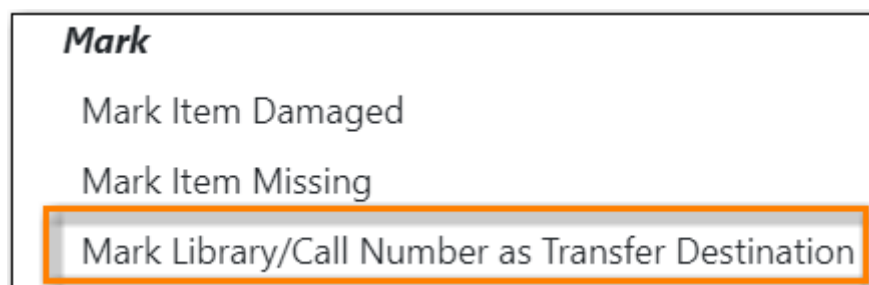 Mark
Mark Item Damaged
Mark Item Missing
Mark Library/Call Number as Transfer Destination